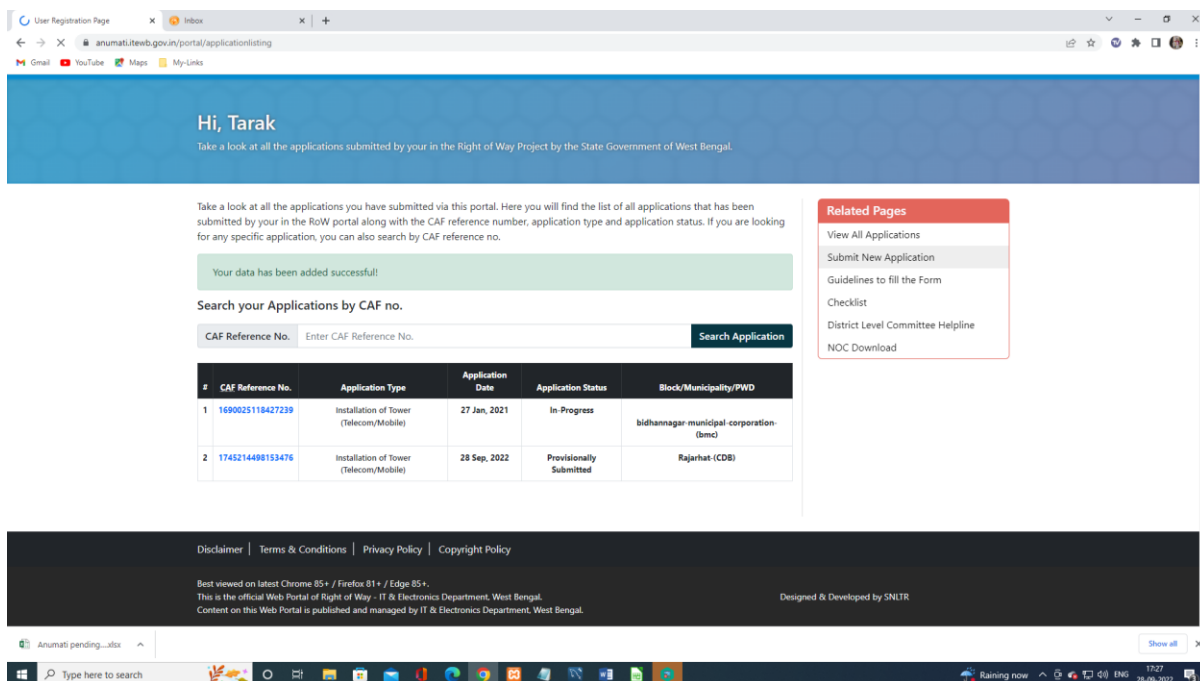 User Registration Page
Inbox
anumati.itewb.gov.in/portal/applicationlisting
Gmail YouTube Maps My-Links
Hi, Tarak
Take a look at all the applications submitted by your in the Right of Way Project by the State Government of West Bengal.
Take a look at all the applications you have submitted via this portal. Here you will find the list of all applications that has been
submitted by your in the RoW portal along with the CAF reference number, application type and application status. If you are looking
for any specific application, you can also search by CAF reference no.
Your data has been added successful!
Search your Applications by CAF no.
CAF Reference No. Enter CAF Reference No. Search Application
# CAF Reference No. Application Type Application Date Application Status Block/Municipality/PWD
1 1690025118427239 Installation of Tower (Telecom/Mobile) 27 Jan, 2021 In-Progress bidhannagar-municipal-corporation-(bmc)
2 1745214498153476 Installation of Tower (Telecom/Mobile) 28 Sep, 2022 Provisionally Submitted Rajarhat-(CDB)
Related Pages
View All Applications
Submit New Application
Guidelines to fill the Form
Checklist
District Level Committee Helpline
NOC Download
Disclaimer | Terms & Conditions | Privacy Policy | Copyright Policy
Best viewed on latest Chrome 85+ / Firefox 81+ / Edge 85+.
This is the official Web Portal of Right of Way - IT & Electronics Department, West Bengal.
Content on this Web Portal is published and managed by IT & Electronics Department, West Bengal.
Designed & Developed by SNLTR
Anumati pending....xlsx
Show all
Type here to search
Raining now
ENG
17:27
28-09-2022